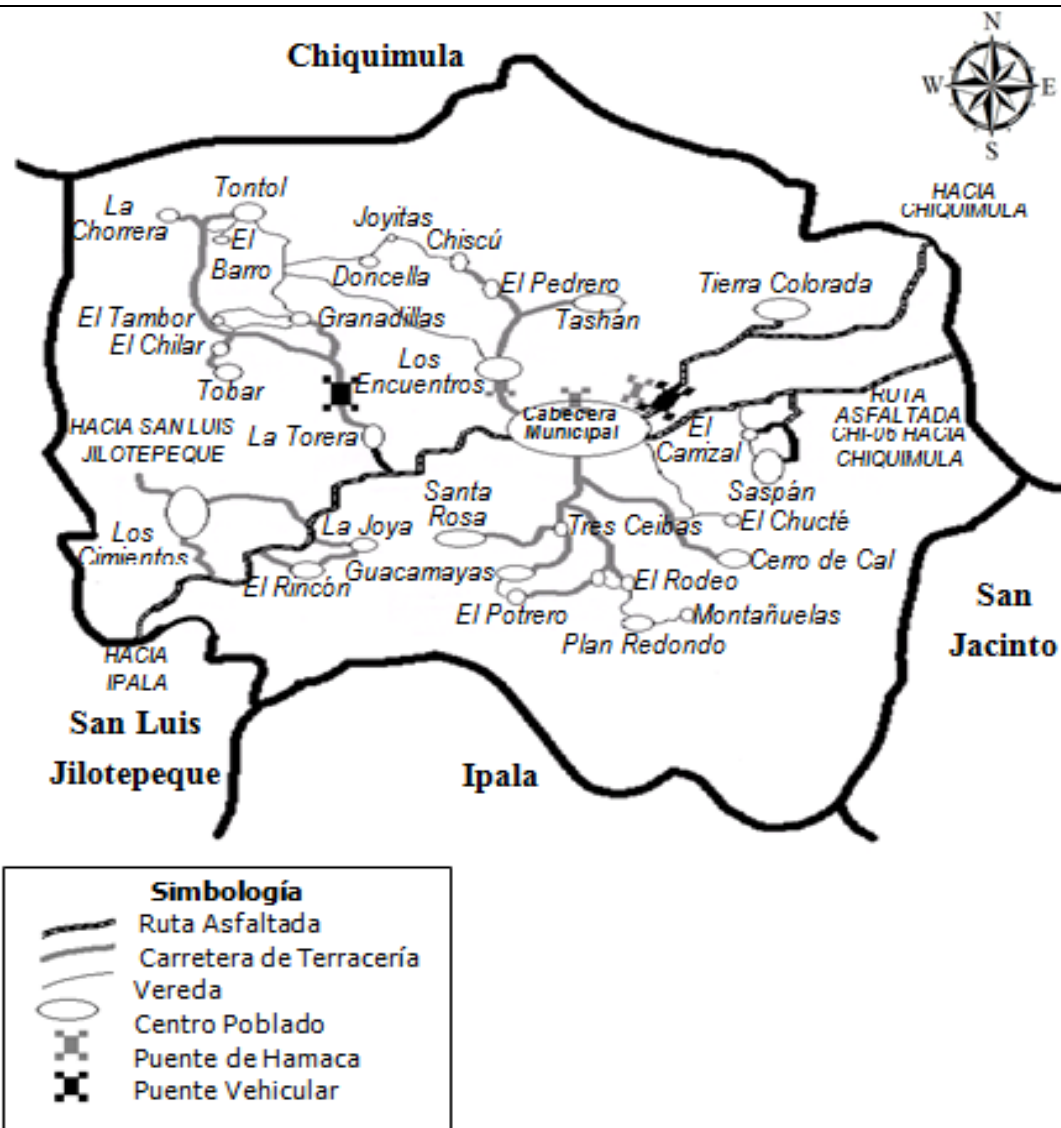 N
Chiquimula
W
E
S
HACIA
CHIQUIMULA
La
Chorrera
Tontol
El
Barro
Joyitas
Chiscú
Doncella
El Pedrero
Tashán
Tierra Colorada
El Tambor
Granadillas
El Chilar
Tobar
Los
Encuentros
HACIA SAN LUIS
JILOTEPEQUE
La Torera
Cabecera
Municipal
El
Carrizal
RUTA
ASFALTADA
CHI-06 HACIA
CHIQUIMULA
Saspán
Santa
Rosa
Los
Cimientos
La Joya
El Rincón
Tres Ceibas
El Chucté
Guacamayas
Cerro de Cal
El Potrero
El Rodeo
Montañuelas
Plan Redondo
San
Jacinto
HACIA
IPALA
San Luis
Jilotepeque
Ipala
Simbología
Ruta Asfaltada
Carretera de Terracería
Vereda
Centro Poblado
Puente de Hamaca
Puente Vehicular